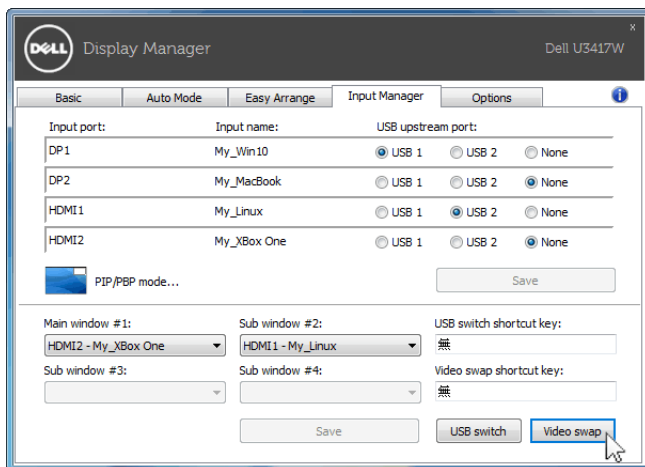 x
DELL Display Manager Dell U3417W
Basic Auto Mode Easy Arrange Input Manager Options i
Input port: Input name: USB upstream port:
DP1 My_Win10 USB 1 USB 2 None
DP2 My_MacBook USB 1 USB 2 None
HDMI1 My_Linux USB 1 USB 2 None
HDMI2 My_XBox One USB 1 USB 2 None
PIP/PBP mode... Save
Main window #1: Sub window #2: USB switch shortcut key:
HDMI2 - My_XBox One HDMI1 - My_Linux 無
Sub window #3: Sub window #4: Video swap shortcut key:
無
Save USB switch Video swap